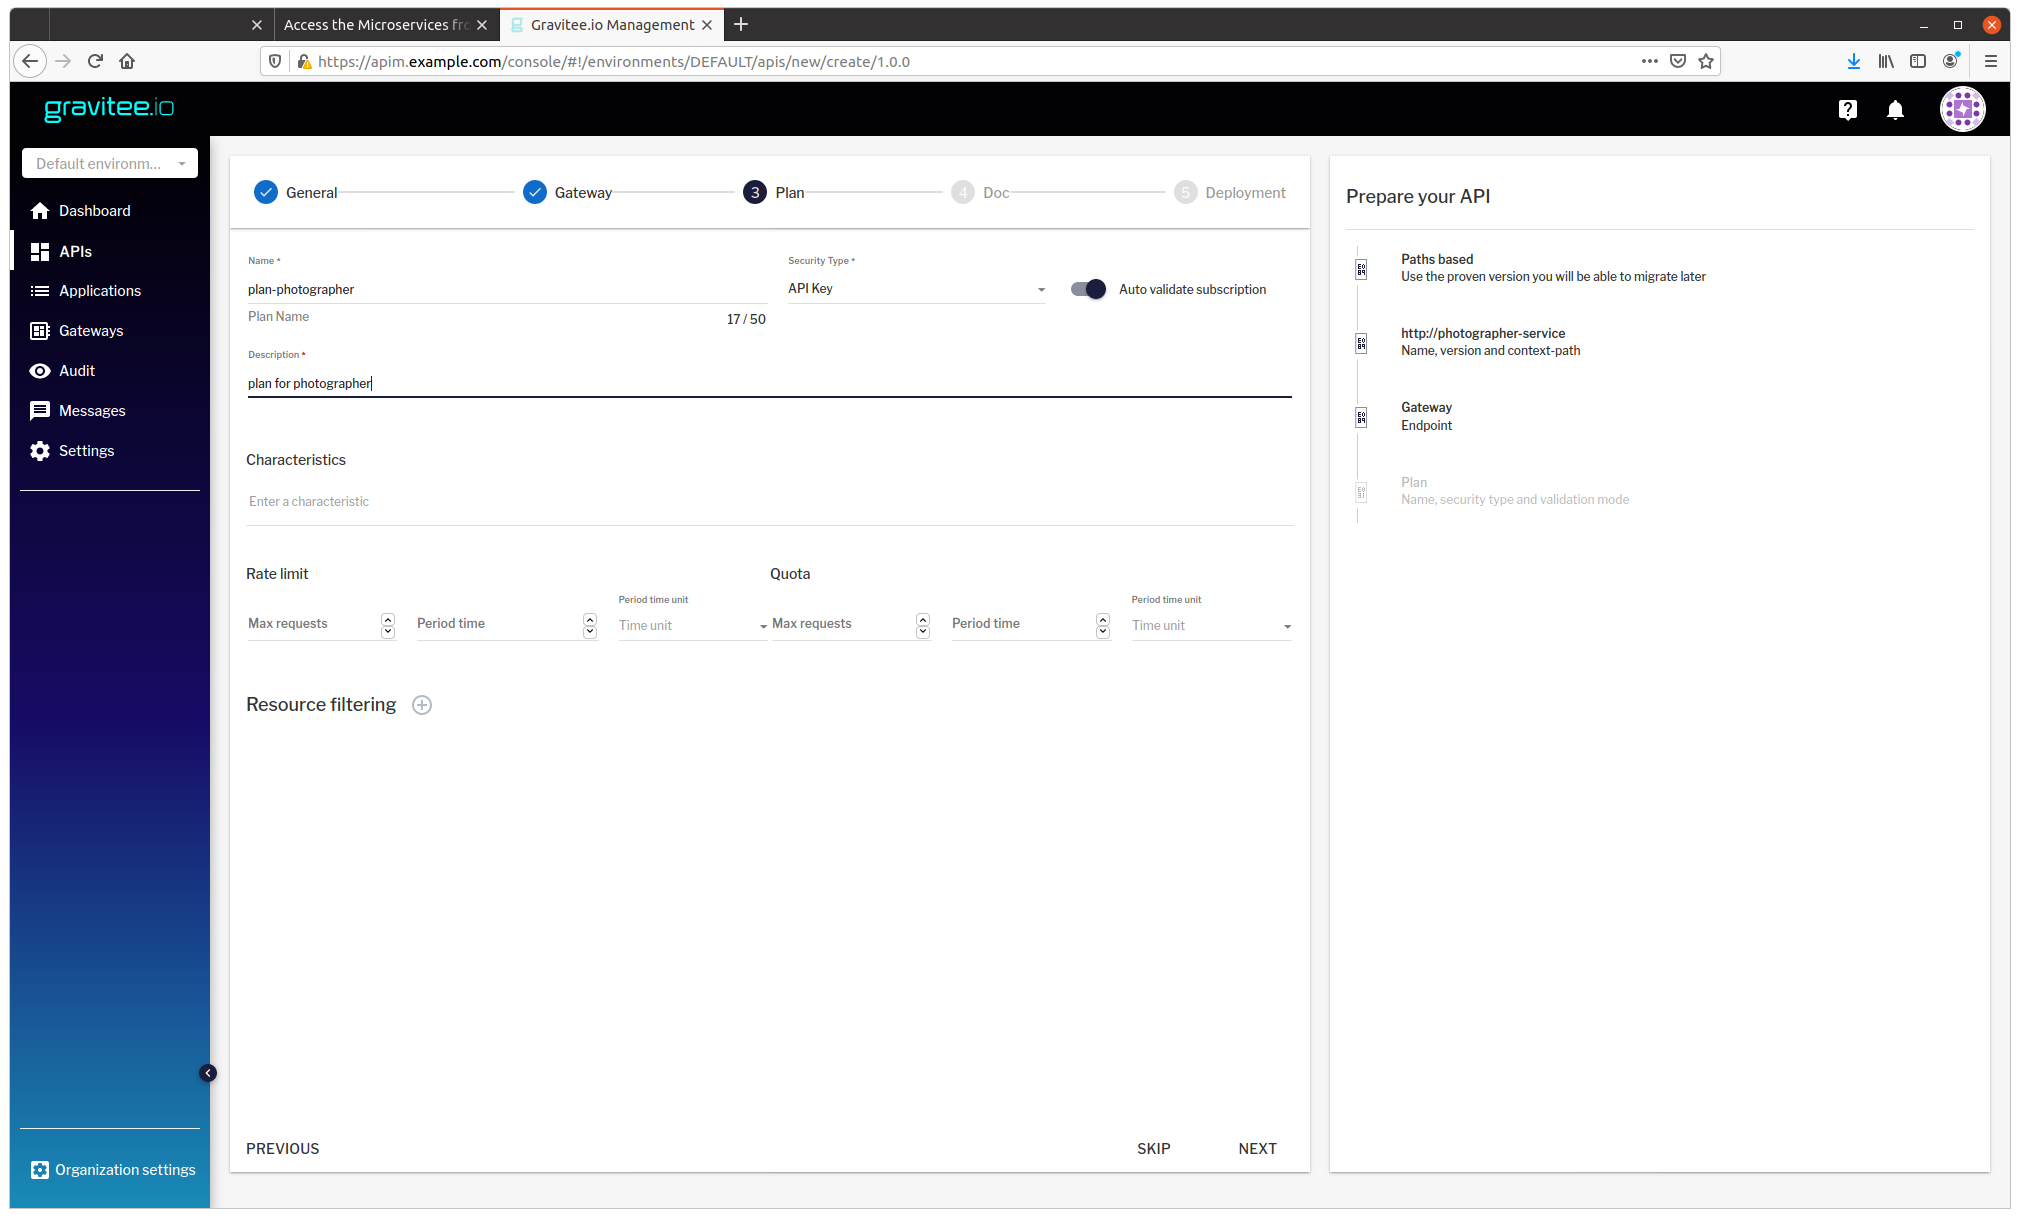 Access the Microservices fro
Gravitee.io Management
https://apim.example.com/console/#!/environments/DEFAULT/apis/new/create/1.0.0
gravitee.io
Default environm...
Dashboard
APIs
Applications
Gateways
Audit
Messages
Settings
Organization settings
General
Gateway
3 Plan
4 Doc
5 Deployment
Name *
plan-photographer
Plan Name
17 / 50
Security Type *
API Key
Auto validate subscription
Description *
plan for photographer
Characteristics
Enter a characteristic
Rate limit
Max requests
Period time
Period time unit
Time unit
Quota
Max requests
Period time
Period time unit
Time unit
Resource filtering
PREVIOUS
SKIP
NEXT
Prepare your API
Paths based
Use the proven version you will be able to migrate later
http://photographer-service
Name, version and context-path
Gateway
Endpoint
Plan
Name, security type and validation mode